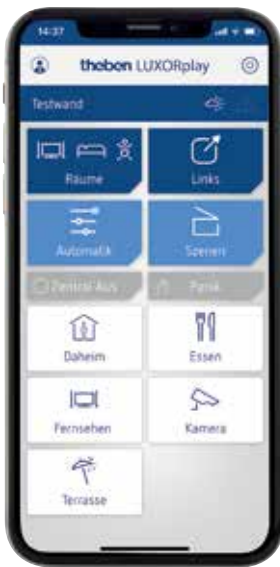 14:37
theben LUXORplay
Testwand
Räume
Links
Automatik
Szenen
Zentral Aus
Panik
Daheim
Essen
Fernsehen
Kamera
Terrasse